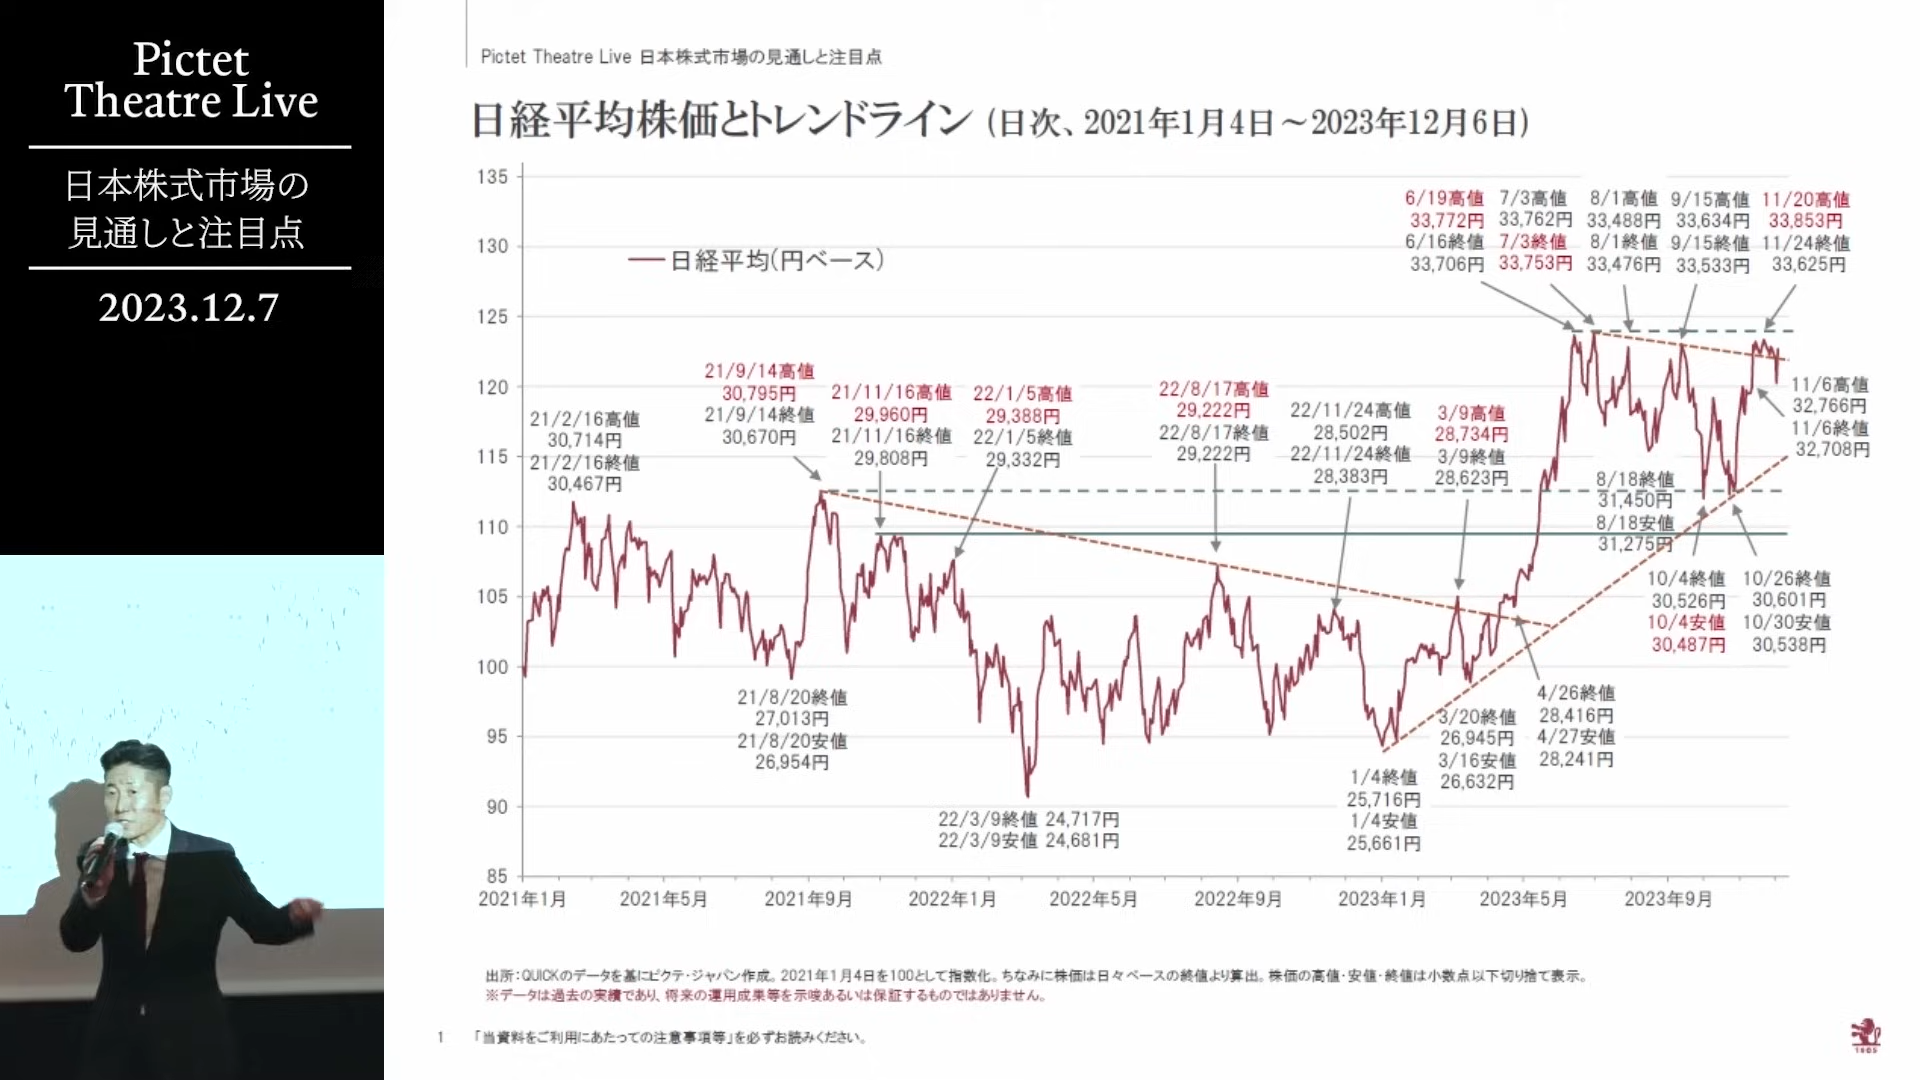 Pictet
Theatre Live
日本株式市場の
見通しと注目点
2023.12.7
Pictet Theatre Live 日本株式市場の見通しと注目点
日経平均株価とトレンドライン (日次、2021年1月4日～2023年12月6日)
135
130
125
120
115
110
105
100
95
90
85
日経平均(円ベース)
21/2/16高値
30,714円
21/2/16終値
30,467円
21/9/14高値
30,795円
21/9/14終値
30,670円
21/11/16高値
29,960円
21/11/16終値
29,808円
22/1/5高値
29,388円
22/1/5終値
29,332円
22/8/17高値
29,222円
22/8/17終値
29,222円
22/11/24高値
28,502円
22/11/24終値
28,383円
3/9高値
28,734円
3/9終値
28,623円
6/19高値
33,772円
6/16終値
33,706円
7/3高値
33,762円
7/3終値
33,753円
8/1高値
33,488円
8/1終値
33,476円
9/15高値
33,634円
9/15終値
33,533円
11/20高値
33,853円
11/24終値
33,625円
11/6高値
32,766円
11/6終値
32,708円
8/18終値
31,450円
8/18安値
31,275円
10/4終値
30,526円
10/4安値
30,487円
10/26終値
30,601円
10/30安値
30,538円
21/8/20終値
27,013円
21/8/20安値
26,954円
22/3/9終値 24,717円
22/3/9安値 24,681円
1/4終値
25,716円
1/4安値
25,661円
3/20終値
26,945円
3/16安値
26,632円
4/26終値
28,416円
4/27安値
28,241円
2021年1月
2021年5月
2021年9月
2022年1月
2022年5月
2022年9月
2023年1月
2023年5月
2023年9月
出所：QUICKのデータを基にピクテ・ジャパン作成。2021年1月4日を100として指数化。ちなみに株価は日々ベースの終値より算出。株価の高値・安値・終値は小数点以下切り捨て表示。
※データは過去の実績であり、将来の運用成果等を示唆あるいは保証するものではありません。
1
「当資料をご利用にあたっての注意事項等」を必ずお読みください。
1805